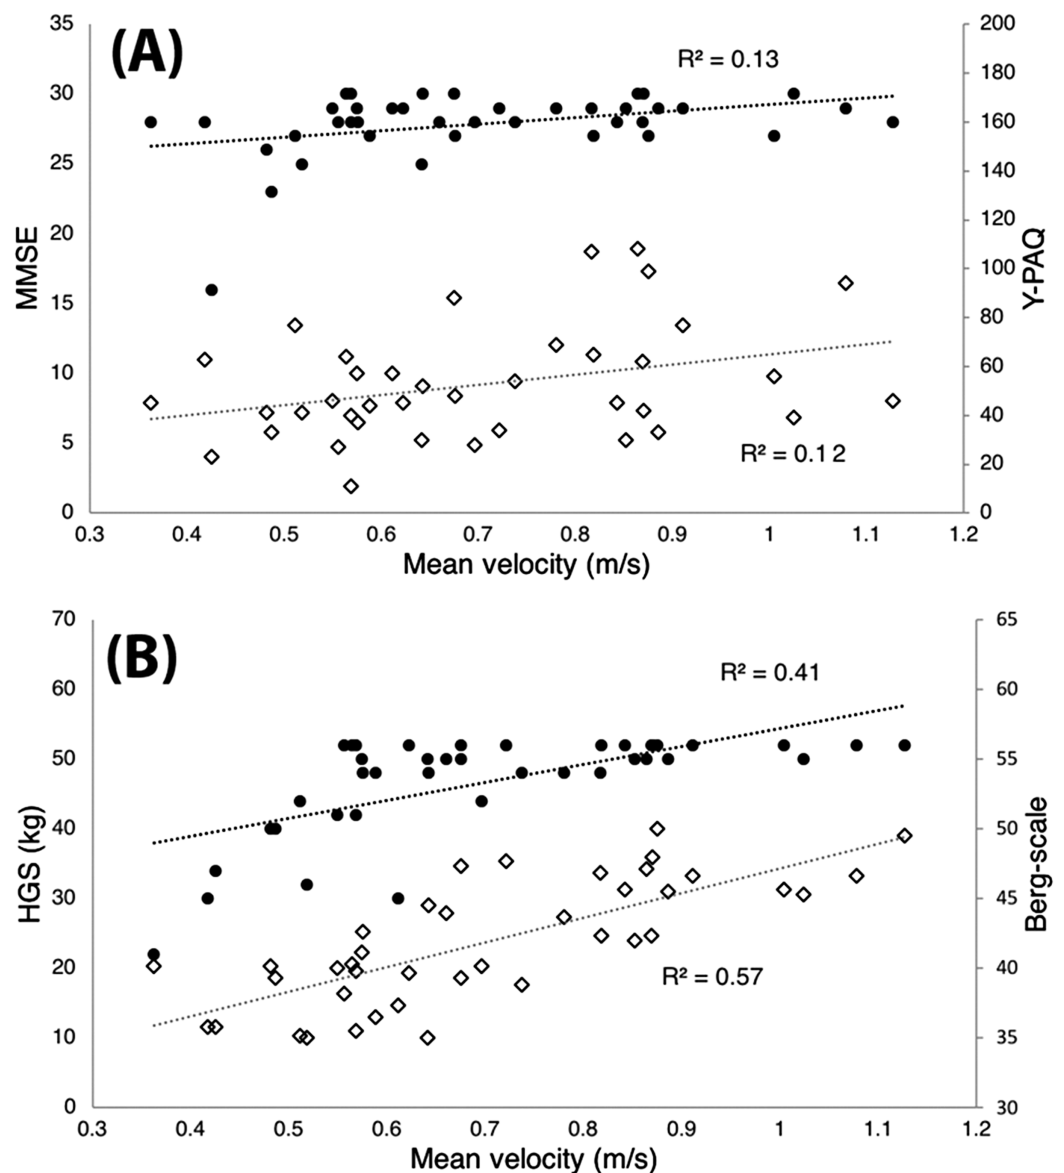 (A)
R² = 0.13
R² = 0.12
MMSE
35
30
25
20
15
10
5
0
Y-PAQ
200
180
160
140
120
100
80
60
40
20
0
0.3 0.4 0.5 0.6 0.7 0.8 0.9 1 1.1 1.2
Mean velocity (m/s)
(B)
R² = 0.41
R² = 0.57
HGS (kg)
70
60
50
40
30
20
10
0
Berg-scale
65
60
55
50
45
40
35
30
0.3 0.4 0.5 0.6 0.7 0.8 0.9 1 1.1 1.2
Mean velocity (m/s)